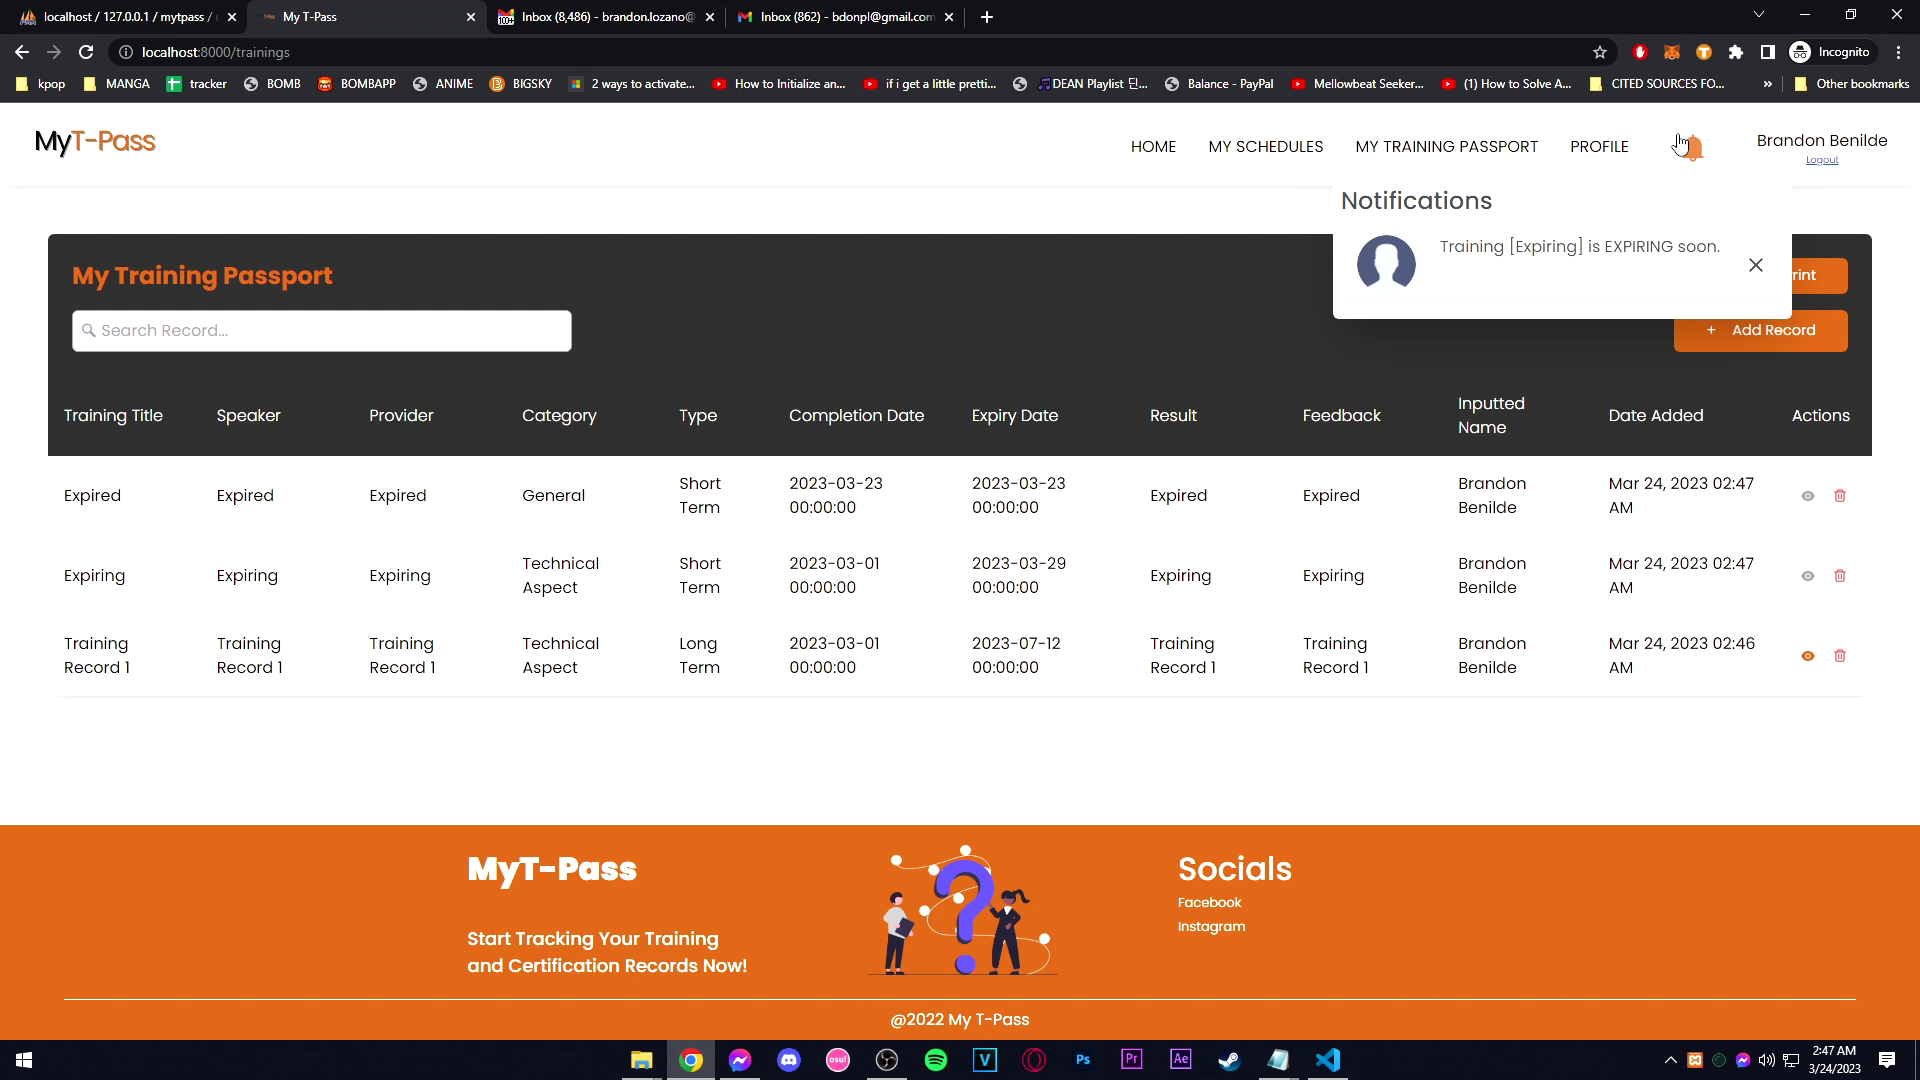 localhost / 127.0.0.1 / mytpass /
My T-Pass
Inbox (8,486) - brandon.lozano@
Inbox (862) - bdonpl@gmail.com
localhost:8000/trainings
Incognito
kpop
MANGA
tracker
BOMB
BOMBAPP
ANIME
BIGSKY
2 ways to activate...
How to Initialize an...
if i get a little pretti...
DEAN Playlist 딘...
Balance - PayPal
Mellowbeat Seeker...
(1) How to Solve A...
CITED SOURCES FO...
»
Other bookmarks
MyT-Pass
HOME
MY SCHEDULES
MY TRAINING PASSPORT
PROFILE
Brandon Benilde
Logout
Notifications
Training [Expiring] is EXPIRING soon.
My Training Passport
rint
Search Record...
+ Add Record
Training Title Speaker Provider Category Type Completion Date Expiry Date Result Feedback Inputted Name Date Added Actions
Expired Expired Expired General Short Term 2023-03-23 00:00:00 2023-03-23 00:00:00 Expired Expired Brandon Benilde Mar 24, 2023 02:47 AM
Expiring Expiring Expiring Technical Aspect Short Term 2023-03-01 00:00:00 2023-03-29 00:00:00 Expiring Expiring Brandon Benilde Mar 24, 2023 02:47 AM
Training Record 1 Training Record 1 Training Record 1 Technical Aspect Long Term 2023-03-01 00:00:00 2023-07-12 00:00:00 Training Record 1 Training Record 1 Brandon Benilde Mar 24, 2023 02:46 AM
MyT-Pass
Start Tracking Your Training
and Certification Records Now!
Socials
Facebook
Instagram
@2022 My T-Pass
osu!
V
Ps
Pr
Ae
2:47 AM
3/24/2023